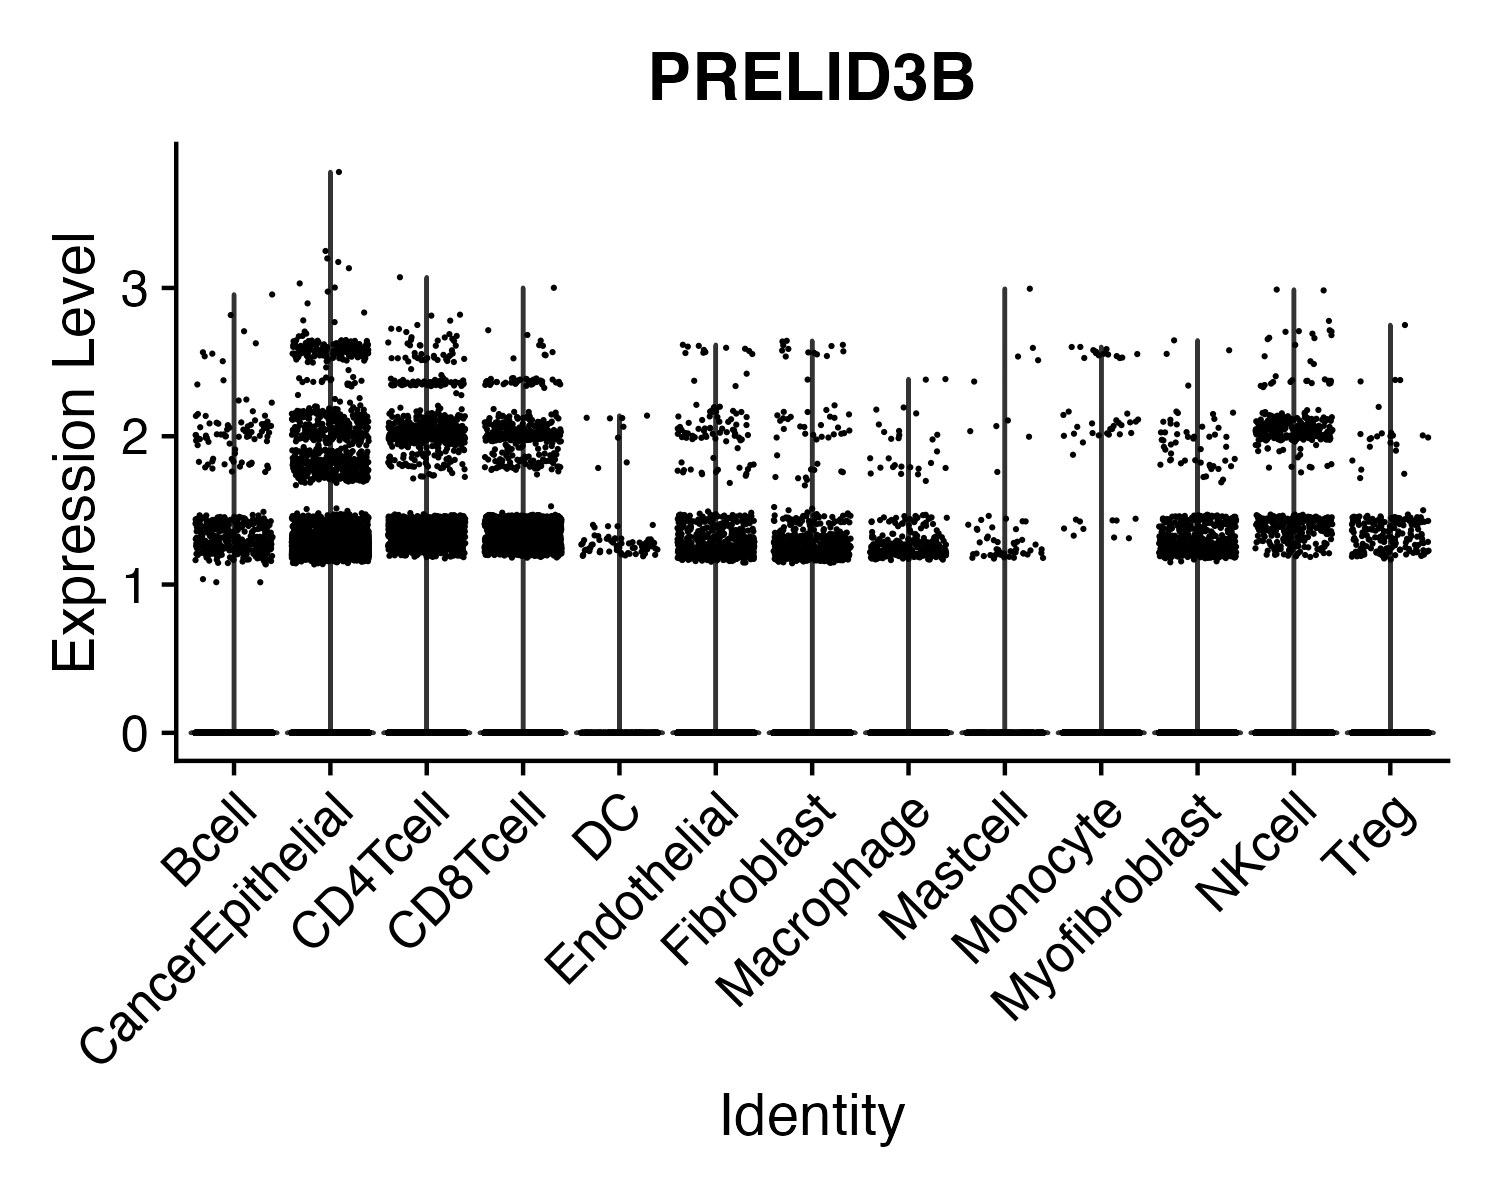 PRELID3B
Expression Level
3
2
1
0
Bcell
CancerEpithelial
CD4Tcell
CD8Tcell
DC
Endothelial
Fibroblast
Macrophage
Mastcell
Monocyte
Myofibroblast
NKcell
Treg
Identity